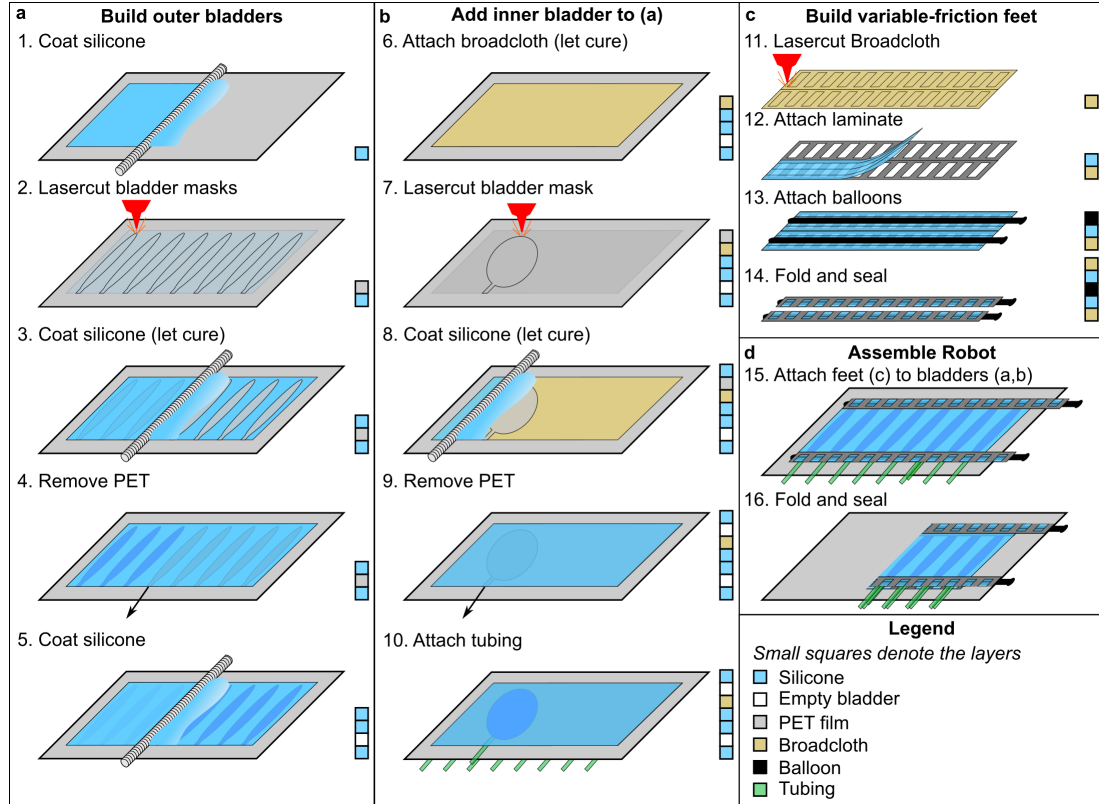 a
Build outer bladders
1. Coat silicone
2. Lasercut bladder masks
3. Coat silicone (let cure)
4. Remove PET
5. Coat silicone
b
Add inner bladder to (a)
6. Attach broadcloth (let cure)
7. Lasercut bladder mask
8. Coat silicone (let cure)
9. Remove PET
10. Attach tubing
c
Build variable-friction feet
11. Lasercut Broadcloth
12. Attach laminate
13. Attach balloons
14. Fold and seal
d
Assemble Robot
15. Attach feet (c) to bladders (a,b)
16. Fold and seal
Legend
Small squares denote the layers
Silicone
Empty bladder
PET film
Broadcloth
Balloon
Tubing